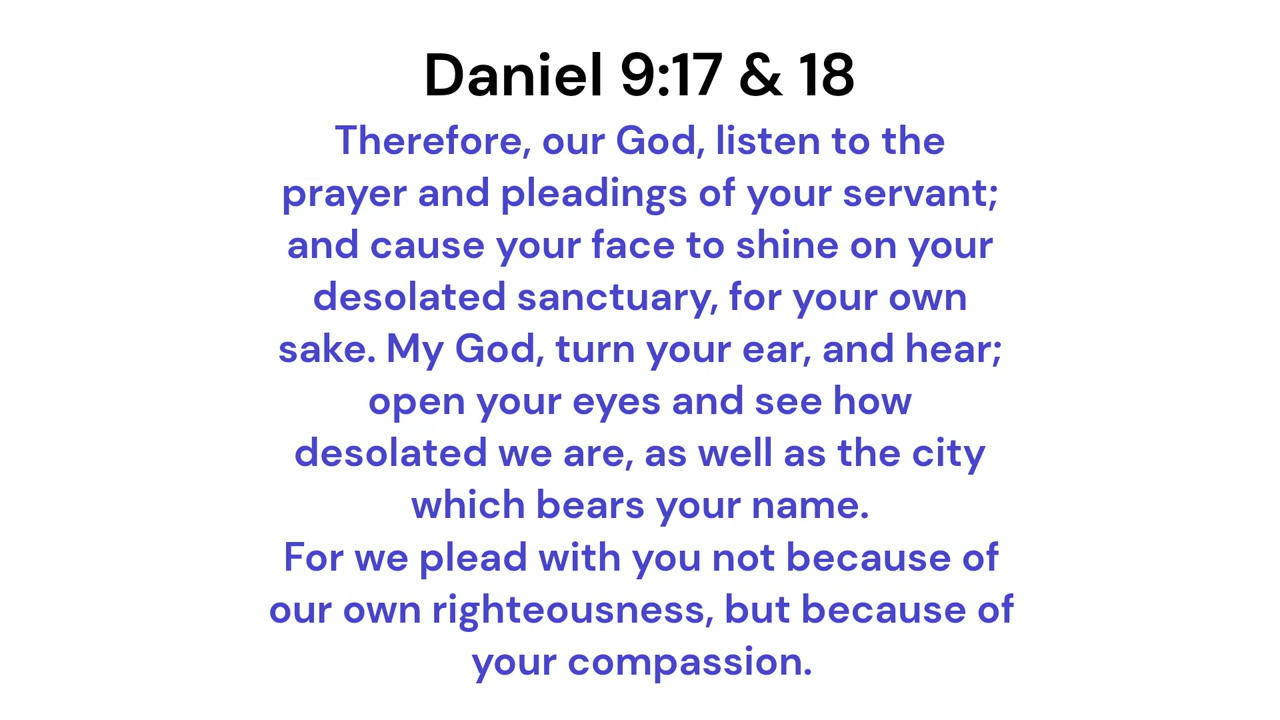 Daniel 9:17 & 18
Therefore, our God, listen to the
prayer and pleadings of your servant;
and cause your face to shine on your
desolated sanctuary, for your own
sake. My God, turn your ear, and hear;
open your eyes and see how
desolated we are, as well as the city
which bears your name.
For we plead with you not because of
our own righteousness, but because of
your compassion.